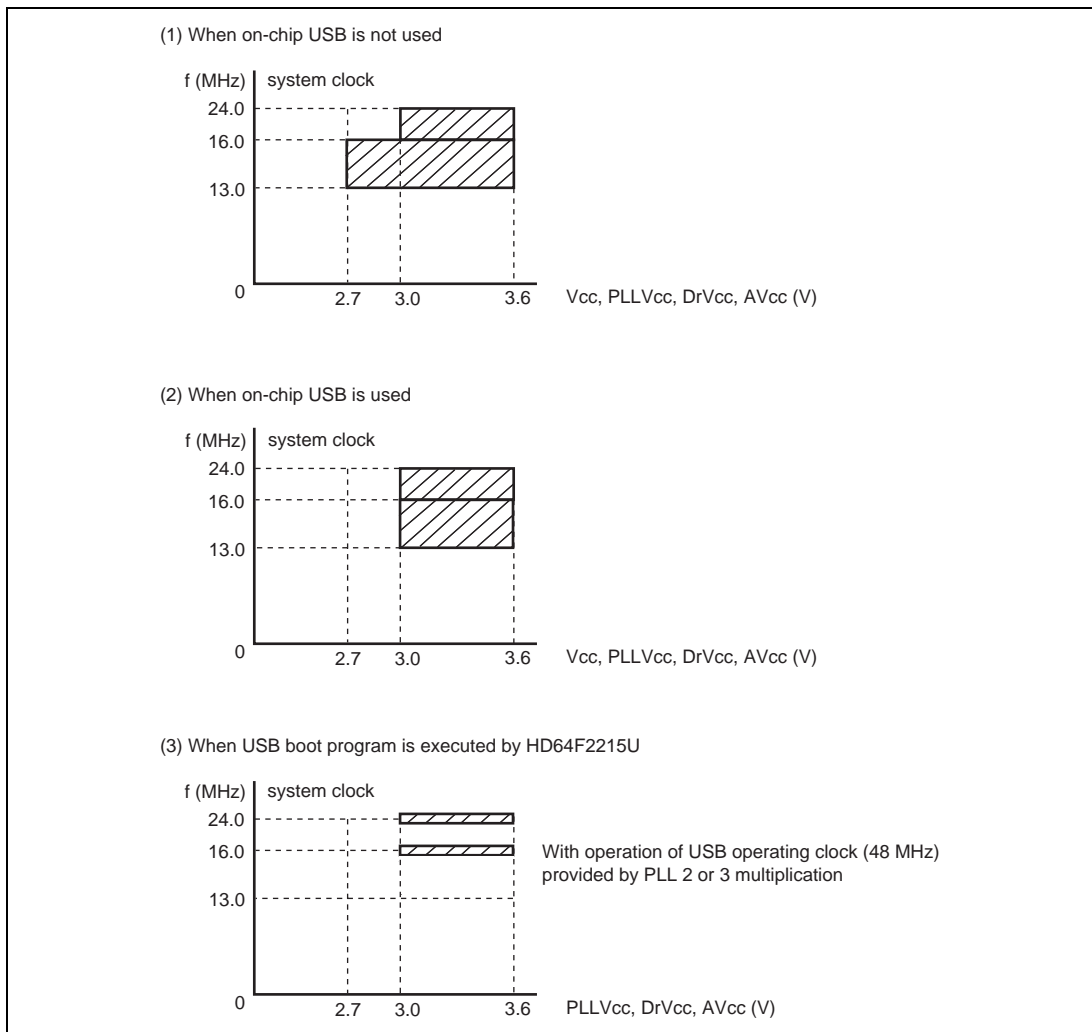 (1) When on-chip USB is not used
f (MHz) system clock
24.0
16.0
13.0
0
2.7 3.0 3.6 Vcc, PLLVcc, DrVcc, AVcc (V)
(2) When on-chip USB is used
f (MHz) system clock
24.0
16.0
13.0
0
2.7 3.0 3.6 Vcc, PLLVcc, DrVcc, AVcc (V)
(3) When USB boot program is executed by HD64F2215U
f (MHz) system clock
24.0
16.0
With operation of USB operating clock (48 MHz)
provided by PLL 2 or 3 multiplication
13.0
0
2.7 3.0 3.6 PLLVcc, DrVcc, AVcc (V)